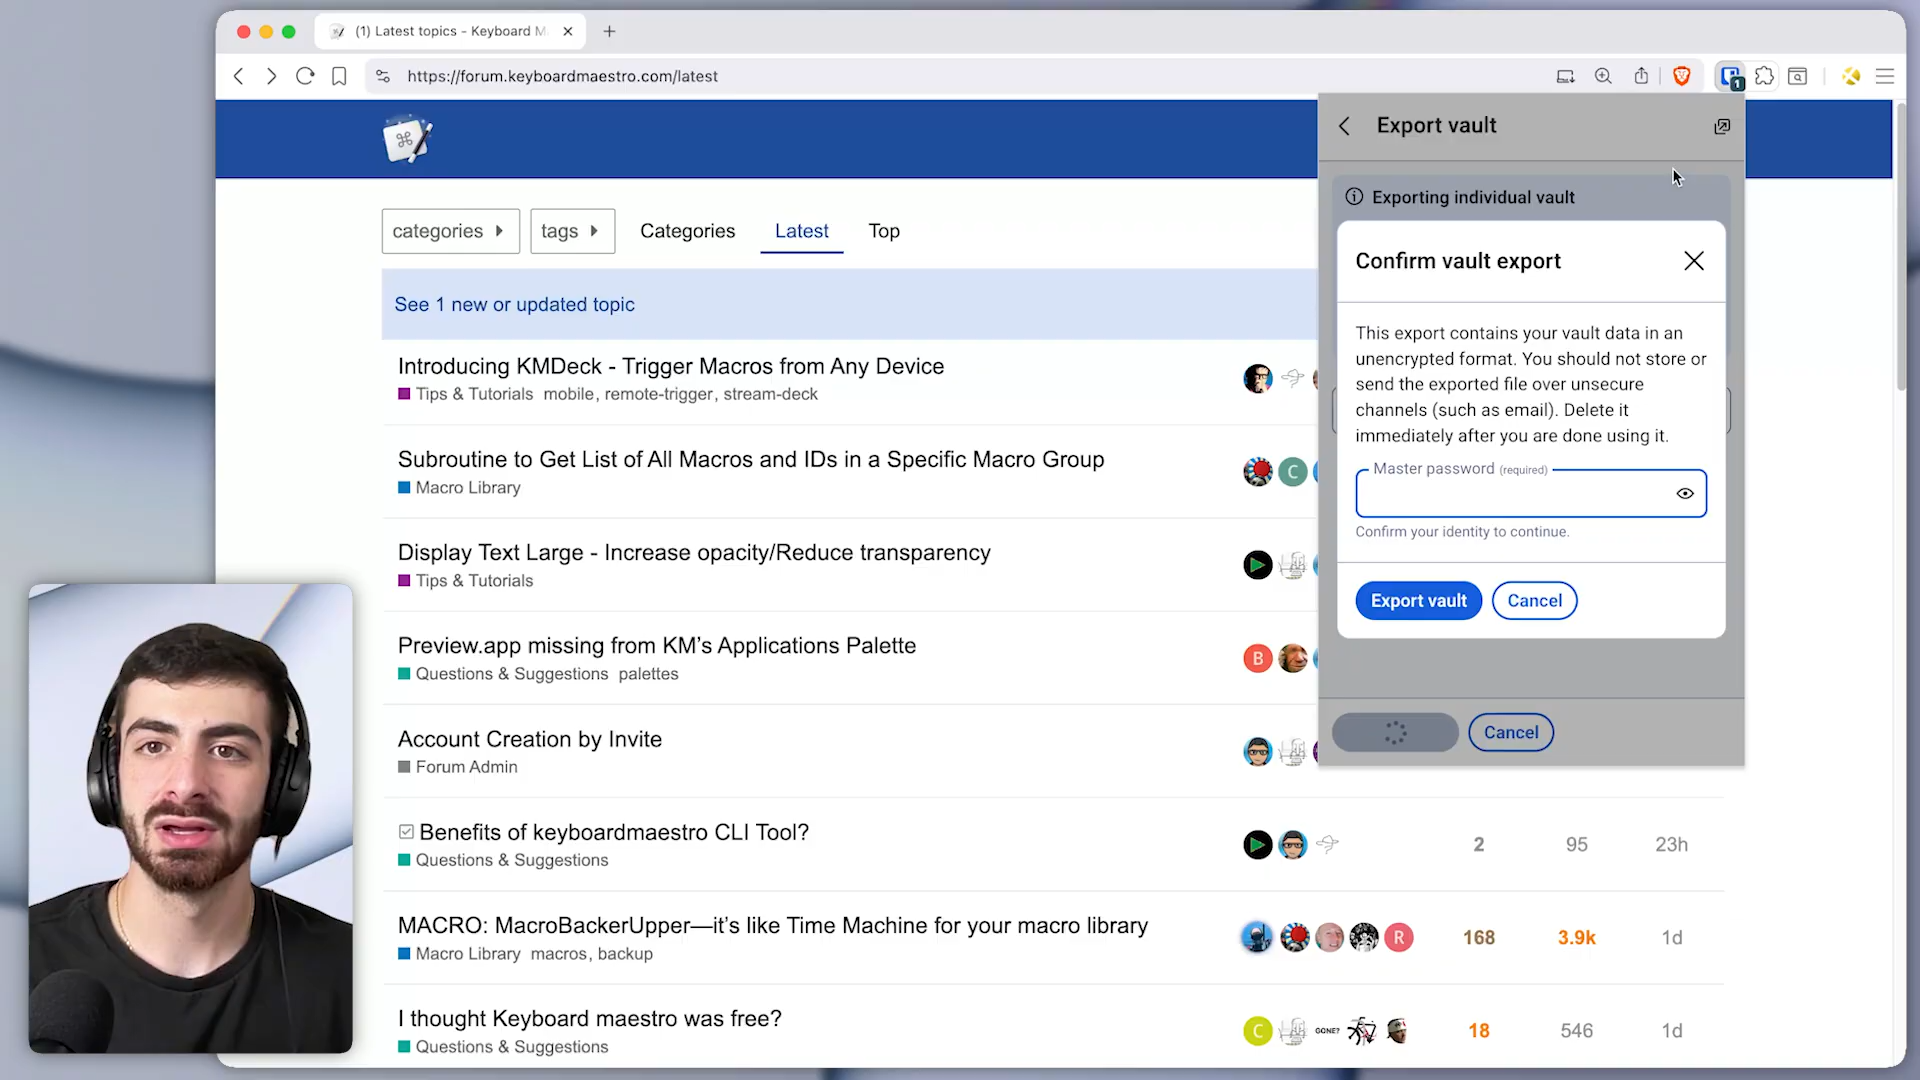 (1) Latest topics - Keyboard M
https://forum.keyboardmaestro.com/latest
1
Export vault
Exporting individual vault
Confirm vault export
This export contains your vault data in an
unencrypted format. You should not store or
send the exported file over unsecure
channels (such as email). Delete it
immediately after you are done using it.
Master password (required)
Confirm your identity to continue.
Export vault
Cancel
Cancel
categories
tags
Categories
Latest
Top
See 1 new or updated topic
Introducing KMDeck - Trigger Macros from Any Device
Tips & Tutorials mobile, remote-trigger, stream-deck
Subroutine to Get List of All Macros and IDs in a Specific Macro Group
C
Macro Library
Display Text Large - Increase opacity/Reduce transparency
Tips & Tutorials
Preview.app missing from KM’s Applications Palette
B
Questions & Suggestions palettes
Account Creation by Invite
Forum Admin
Benefits of keyboardmaestro CLI Tool?
2 95 23h
Questions & Suggestions
MACRO: MacroBackerUpper—it’s like Time Machine for your macro library
R 168 3.9k 1d
Macro Library macros, backup
I thought Keyboard maestro was free?
C GONE? 18 546 1d
Questions & Suggestions